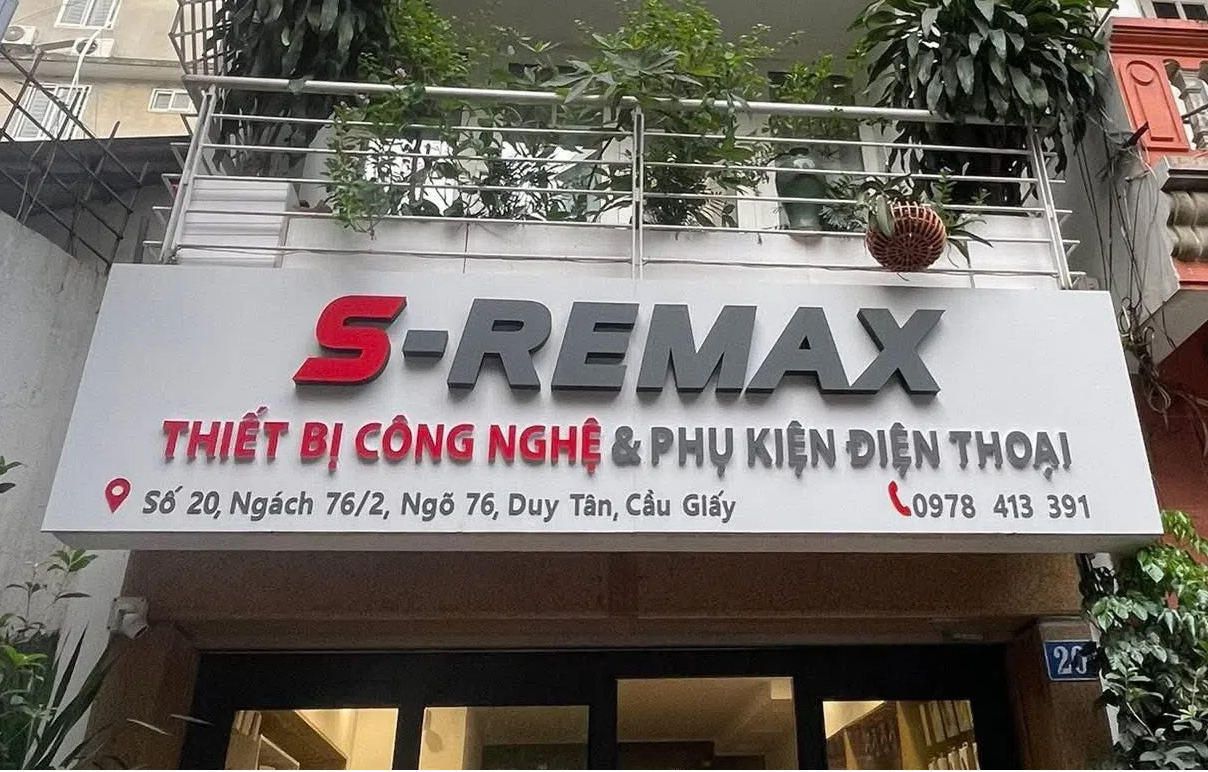 S-REMAX
THIẾT BỊ CÔNG NGHỆ & PHỤ KIỆN ĐIỆN THOẠI
Số 20, Ngách 76/2, Ngõ 76, Duy Tân, Cầu Giấy
0978 413 391
20